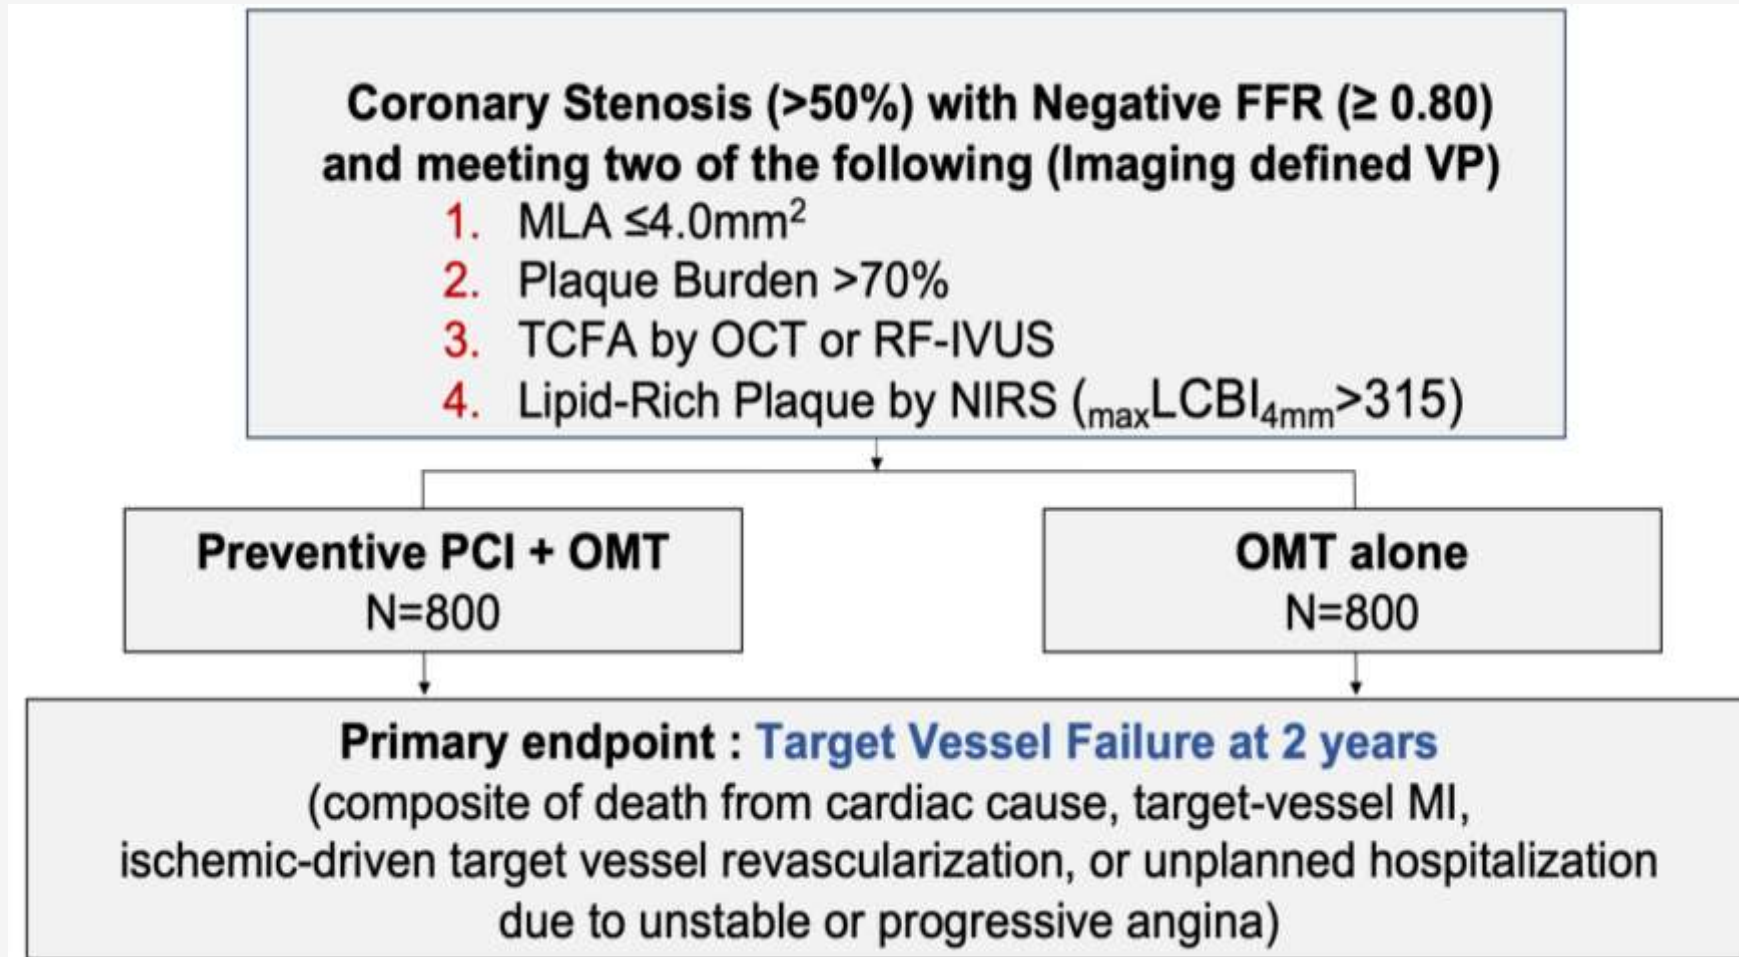 Coronary Stenosis (>50%) with Negative FFR (≥ 0.80)
and meeting two of the following (Imaging defined VP)
1. MLA ≤4.0mm²
2. Plaque Burden >70%
3. TCFA by OCT or RF-IVUS
4. Lipid-Rich Plaque by NIRS (maxLCBI4mm>315)
Preventive PCI + OMT
N=800
OMT alone
N=800
Primary endpoint : Target Vessel Failure at 2 years
(composite of death from cardiac cause, target-vessel MI,
ischemic-driven target vessel revascularization, or unplanned hospitalization
due to unstable or progressive angina)